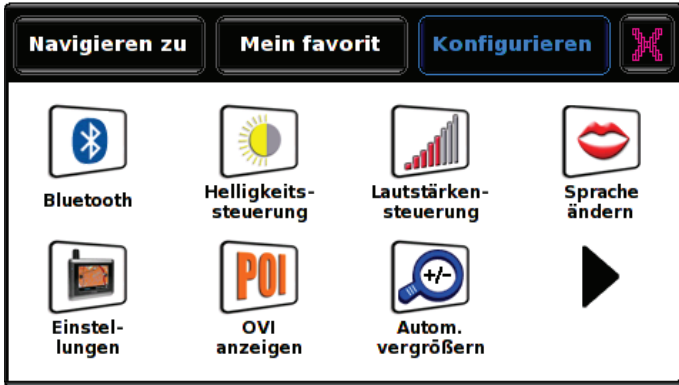 Navigieren zu
Mein favorit
Konfigurieren
Bluetooth
Helligkeits-
steuerung
Lautstärken-
steuerung
Sprache
ändern
POI
+/-
Einstel-
lungen
OVI
anzeigen
Autom.
vergrößern